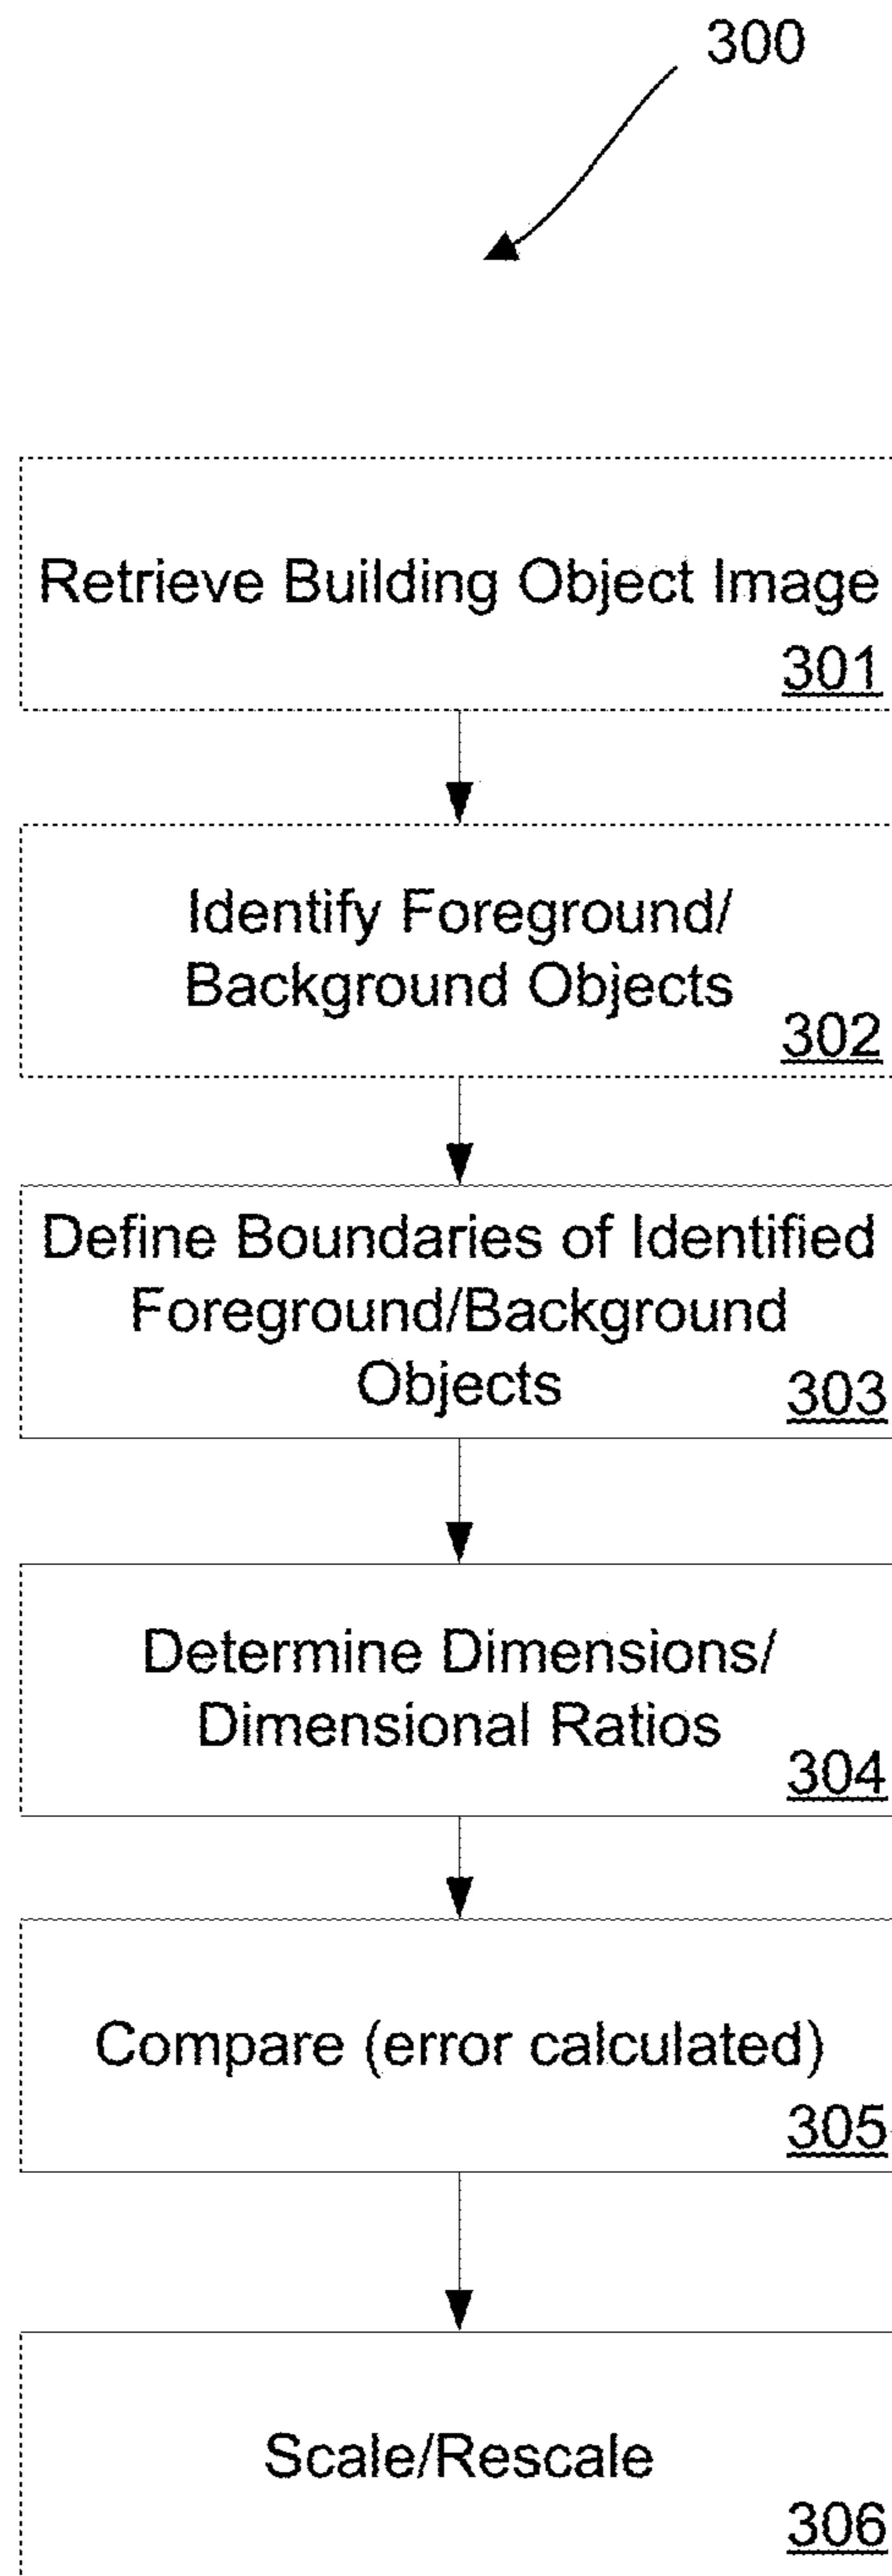 300
Retrieve Building Object Image
301
Identify Foreground/
Background Objects
302
Define Boundaries of Identified
Foreground/Background
Objects
303
Determine Dimensions/
Dimensional Ratios
304
Compare (error calculated)
305
Scale/Rescale
306